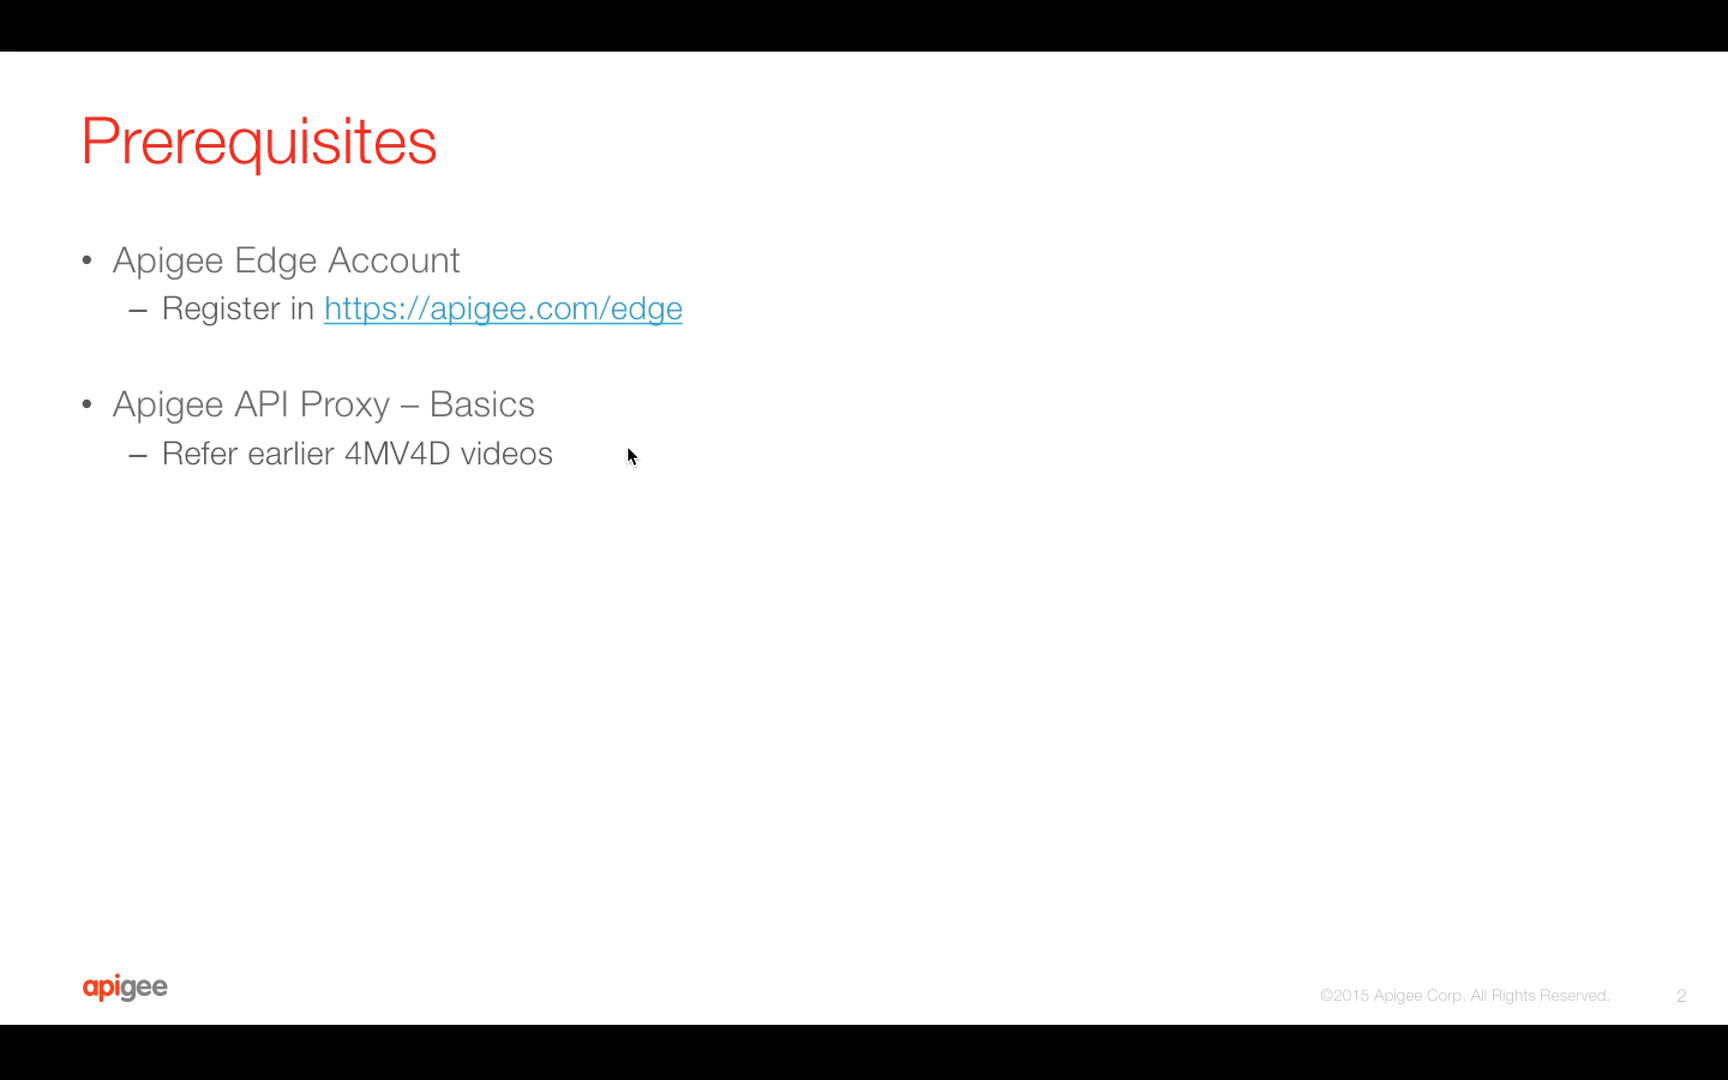 Prerequisites
• Apigee Edge Account
– Register in https://apigee.com/edge
• Apigee API Proxy – Basics
– Refer earlier 4MV4D videos
apigee
©2015 Apigee Corp. All Rights Reserved.
2